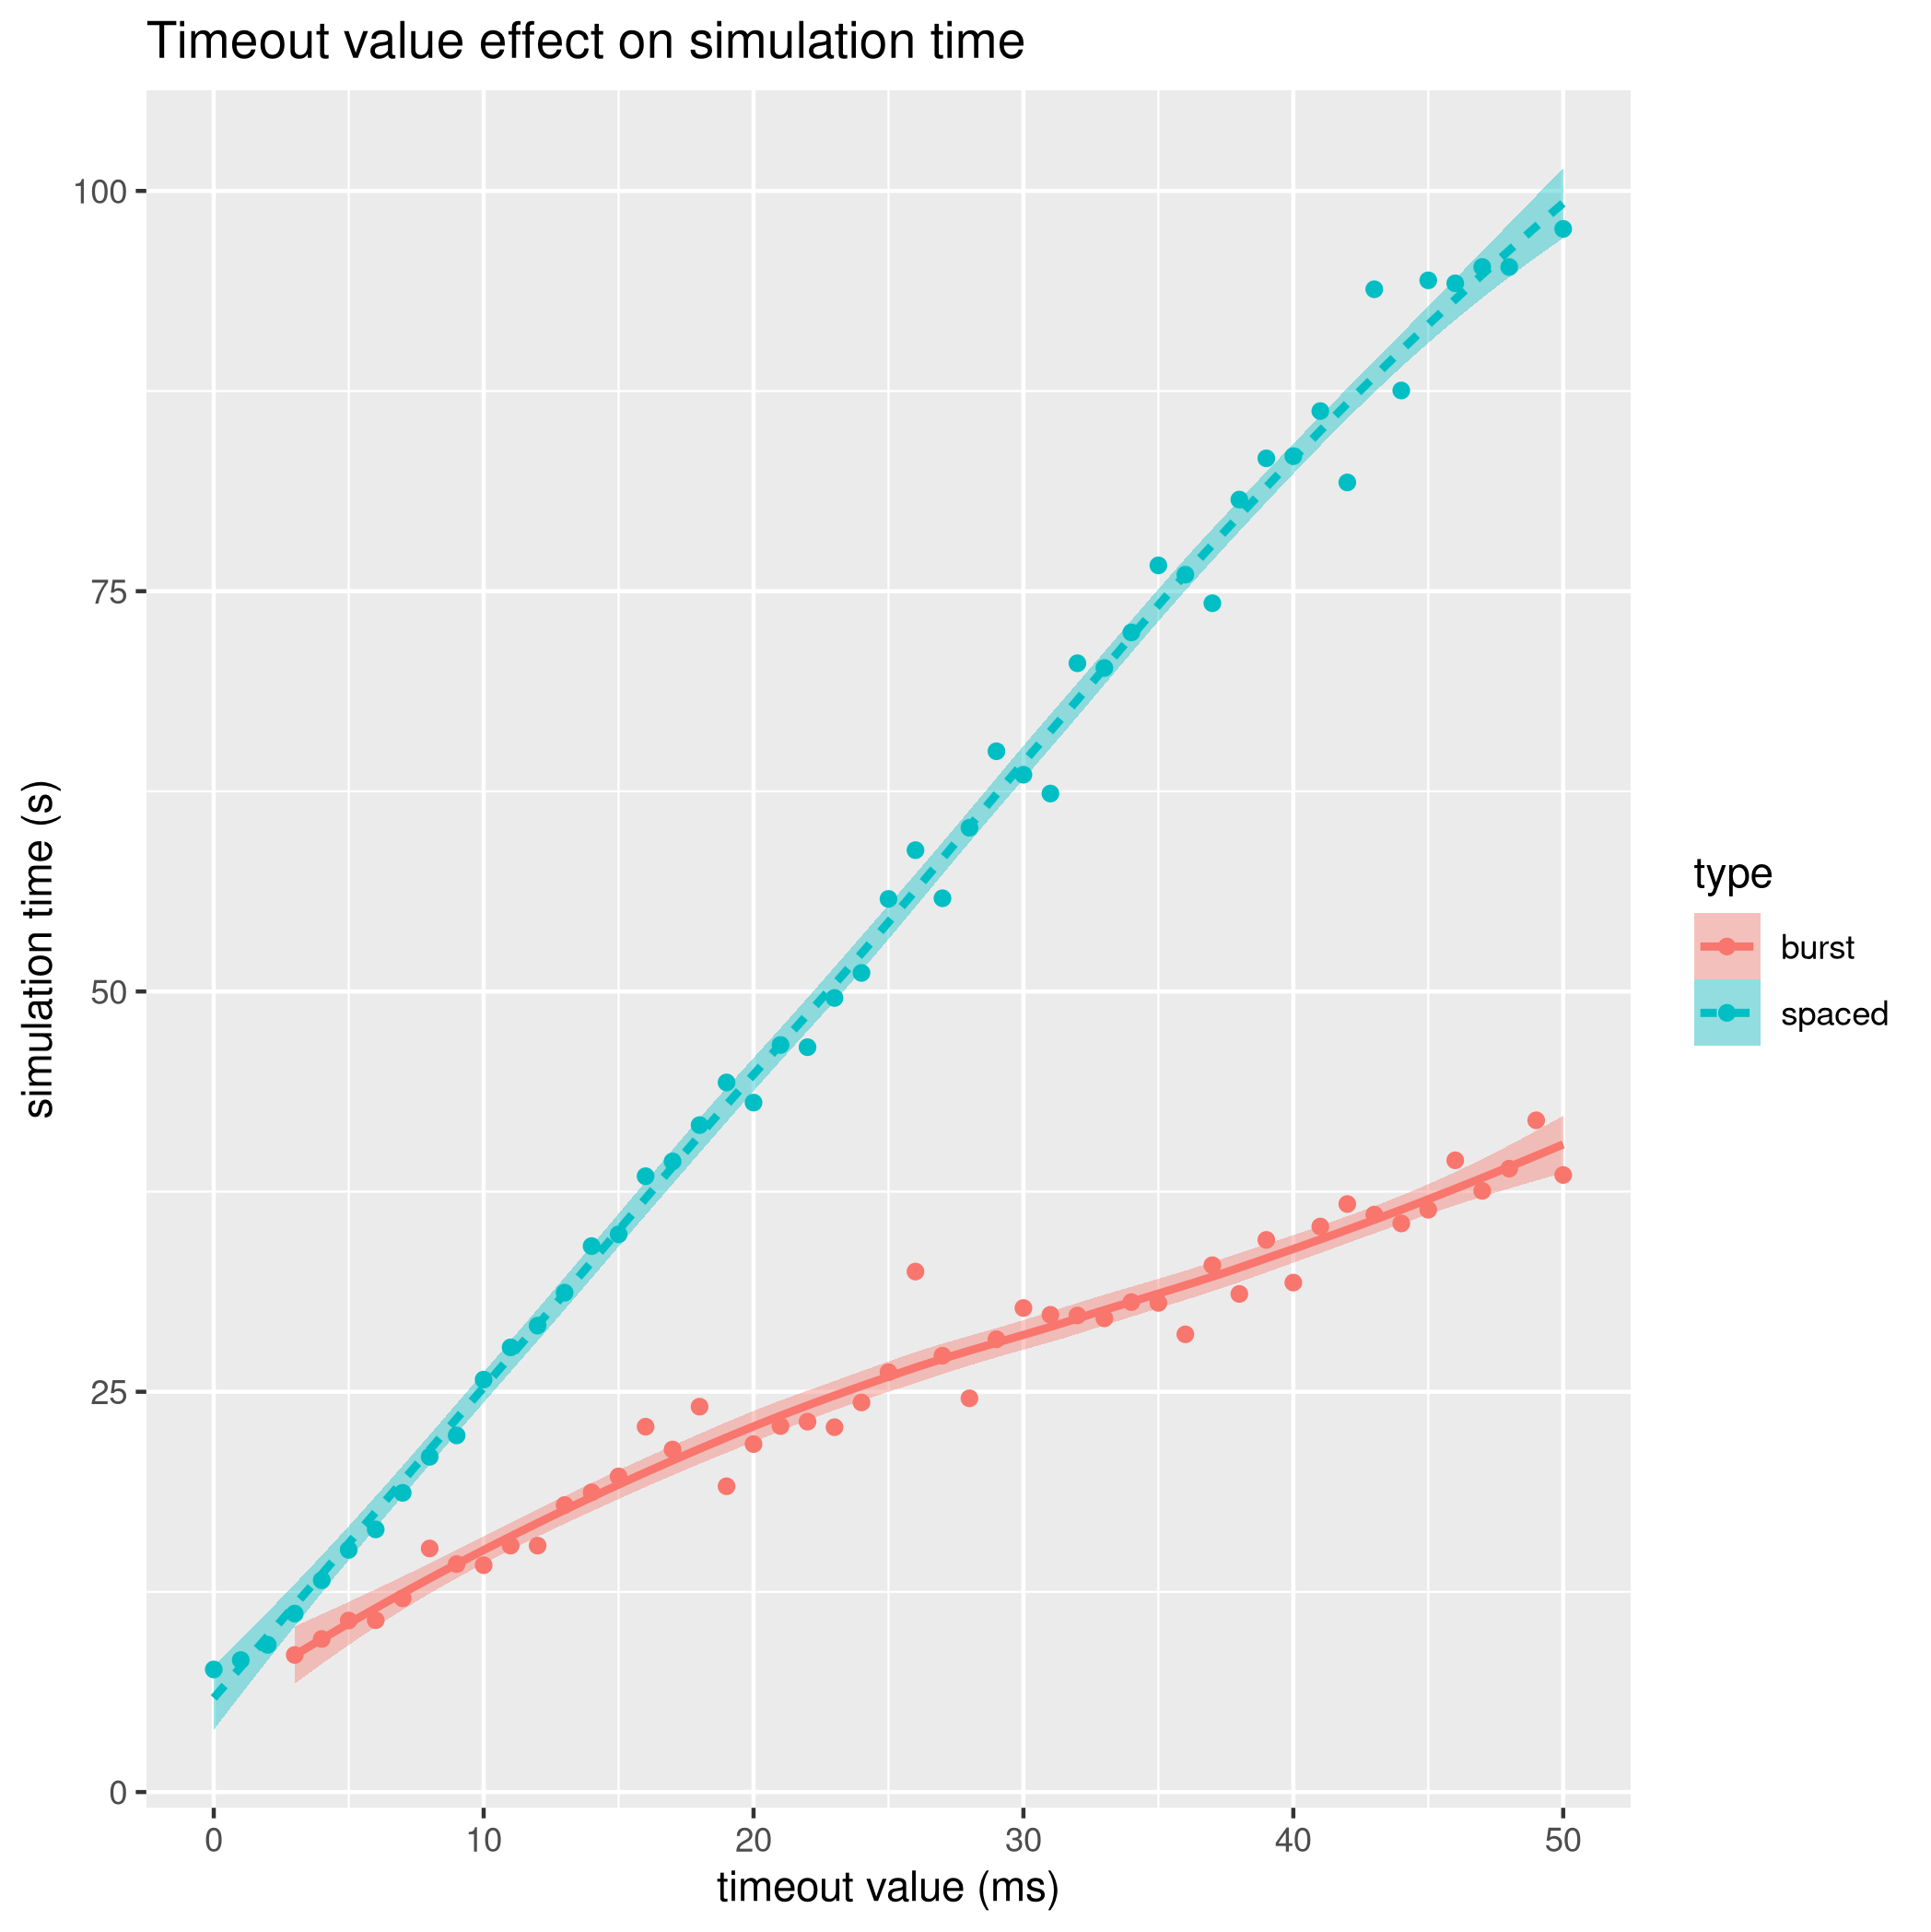 Timeout value effect on simulation time
100
75
50
25
0
simulation time (s)
0 10 20 30 40 50
timeout value (ms)
type
burst
spaced